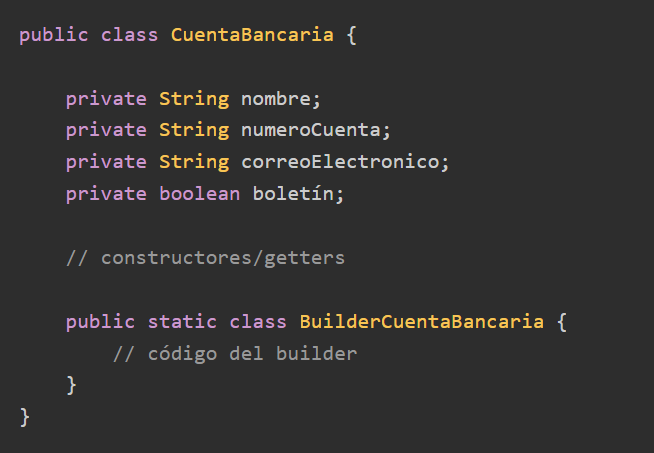 public class CuentaBancaria {
private String nombre;
private String numeroCuenta;
private String correoElectronico;
private boolean boletín;
// constructores/getters
public static class BuilderCuentaBancaria {
// código del builder
}
}